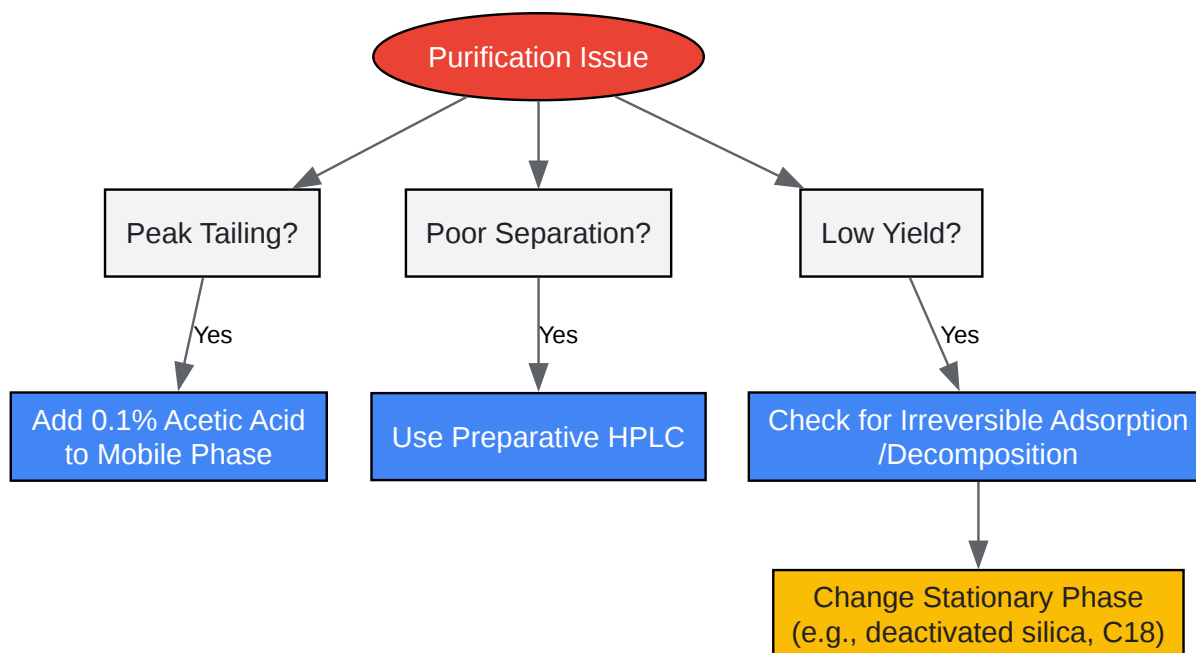 Purification Issue
Peak Tailing?
Poor Separation?
Low Yield?
Yes
Yes
Yes
Add 0.1% Acetic Acid
to Mobile Phase
Use Preparative HPLC
Check for Irreversible Adsorption
/Decomposition
Change Stationary Phase
(e.g., deactivated silica, C18)